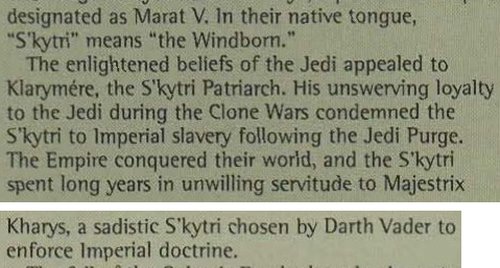 designated as Marat V. In their native tongue,
"S'kytri" means "the Windborn."
The enlightened beliefs of the Jedi appealed to
Klarymére, the S'kytri Patriarch. His unswerving loyalty
to the Jedi during the Clone Wars condemned the
S'kytri to Imperial slavery following the Jedi Purge.
The Empire conquered their world, and the S'kytri
spent long years in unwilling servitude to Majestrix
Kharys, a sadistic S'kytri chosen by Darth Vader to
enforce Imperial doctrine.